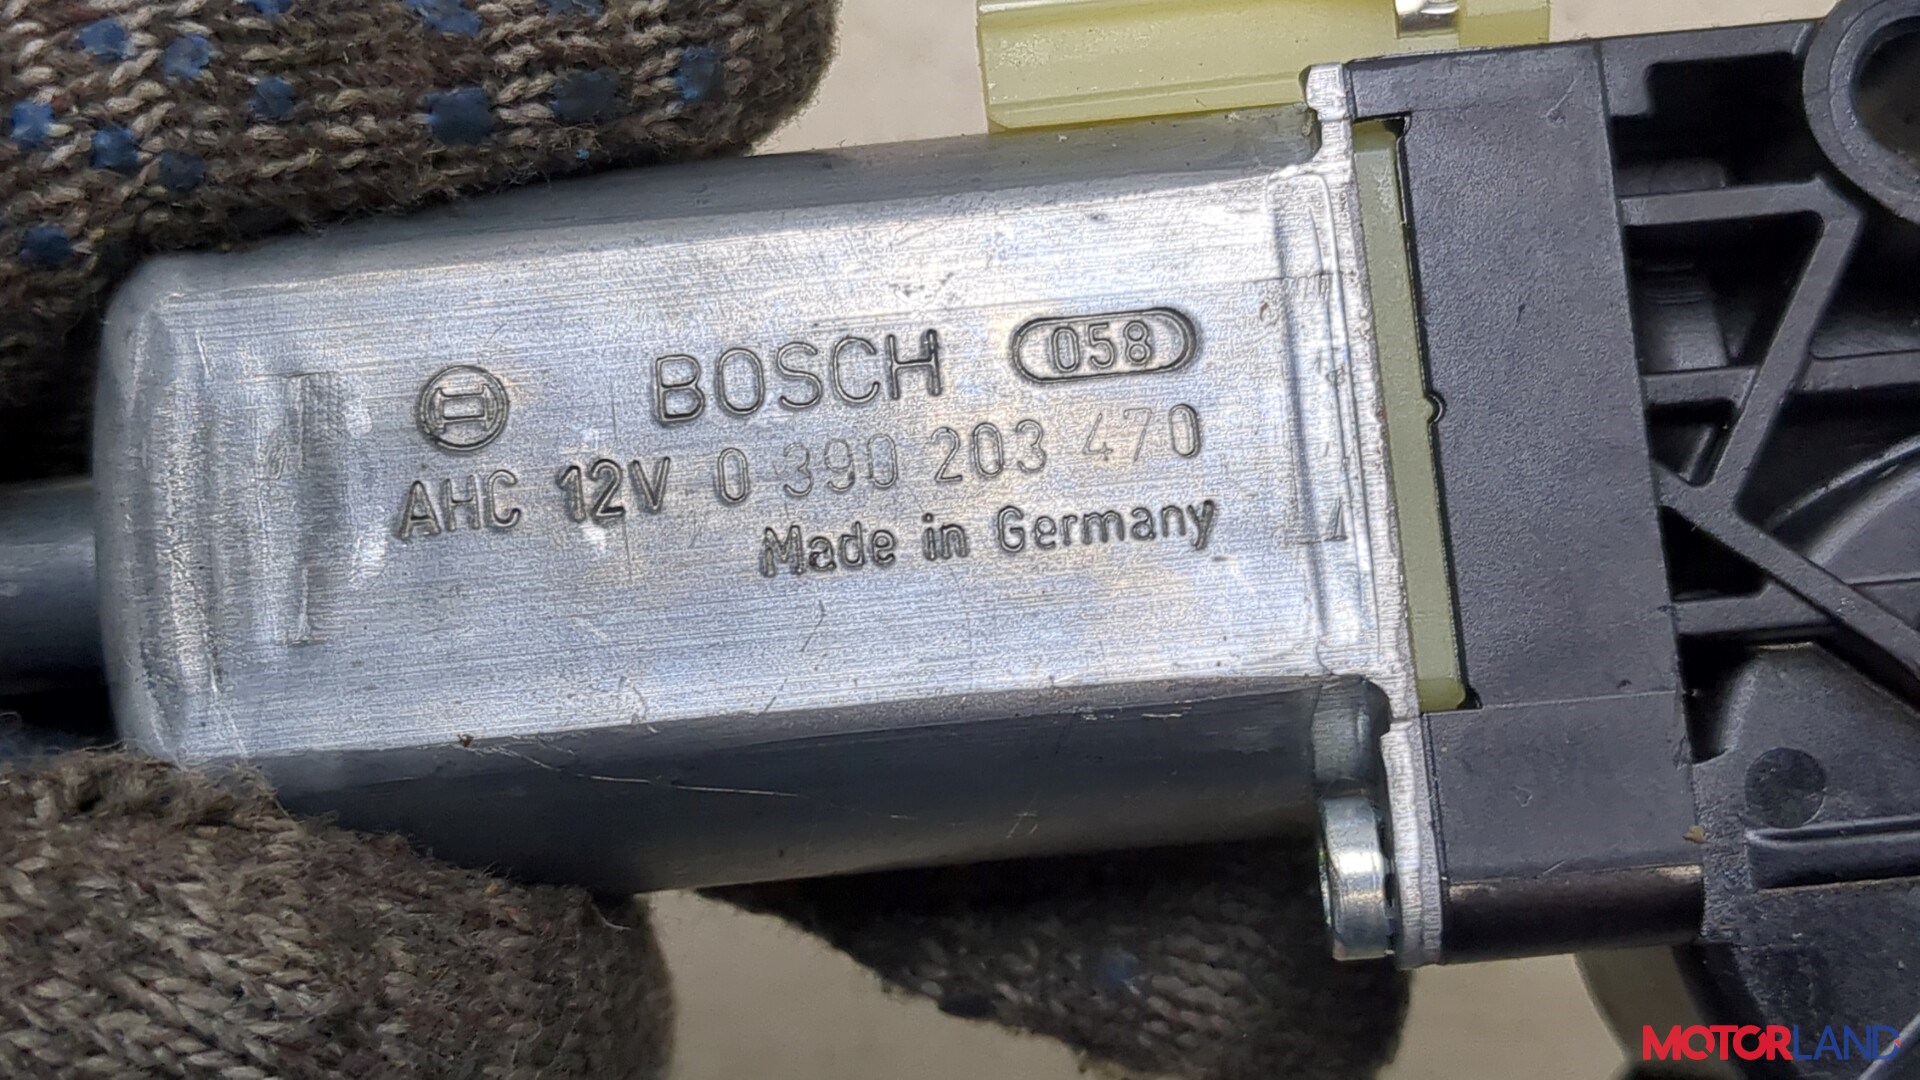 BOSCH 058
AHC 12V 0 390 203 470
Made in Germany
MOTORLAND